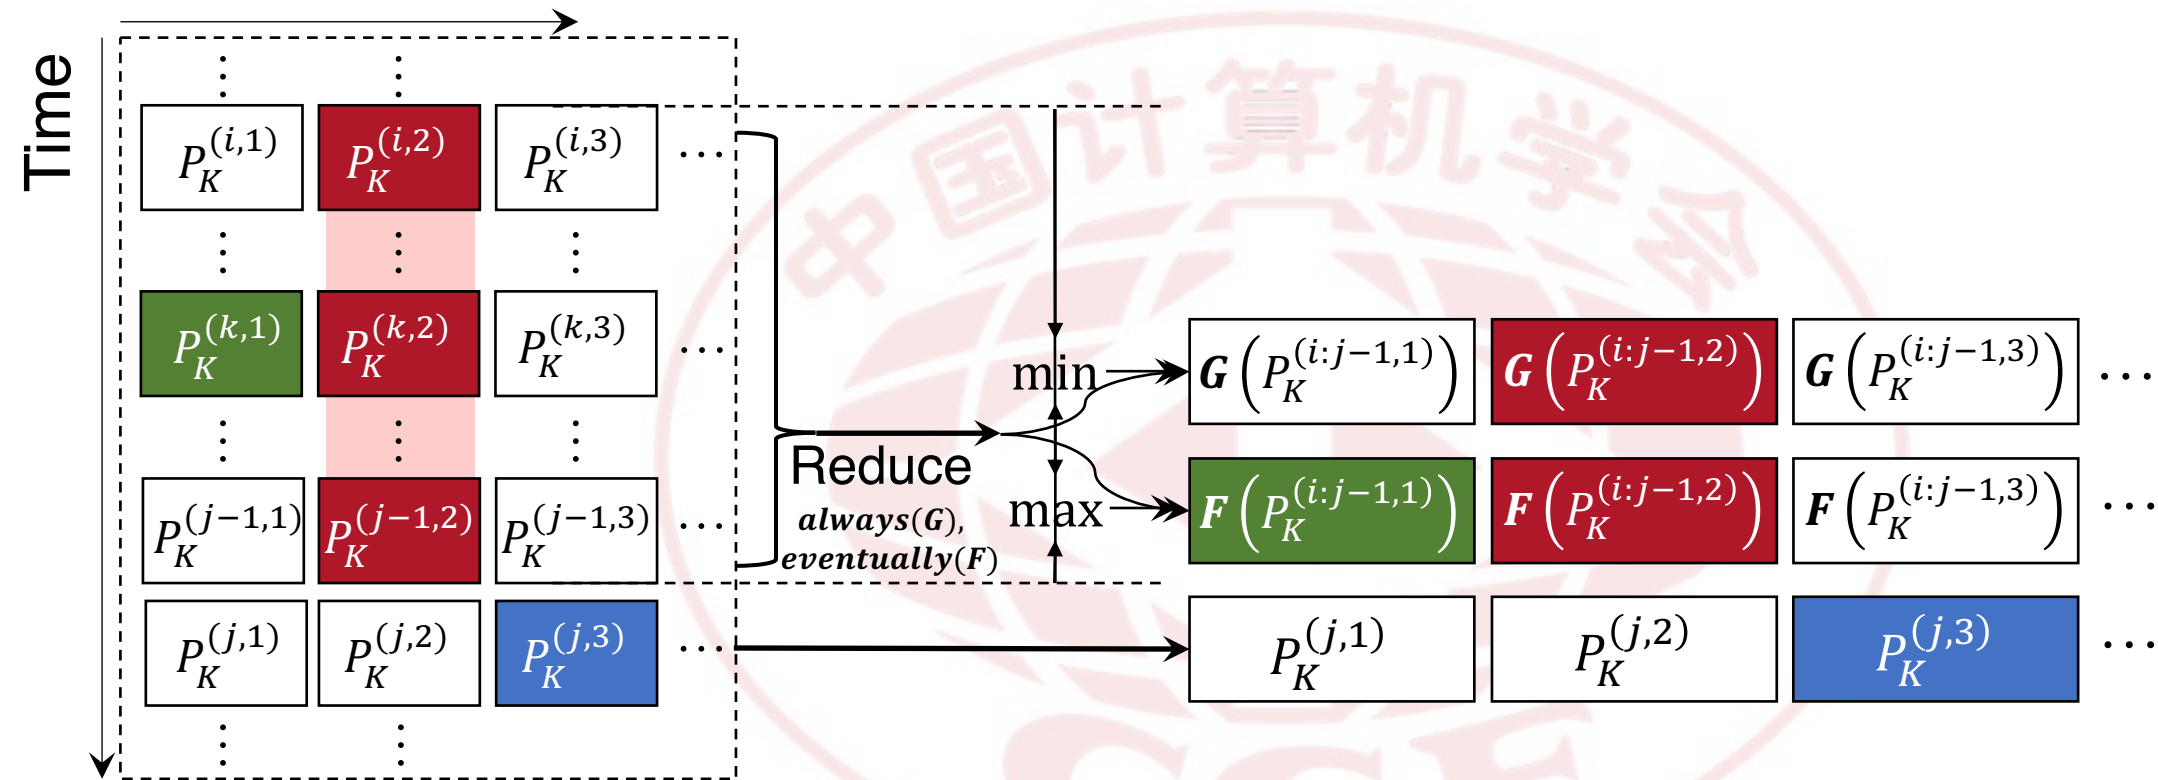 Time
⋮ ⋮
P_K^(i,1) P_K^(i,2) P_K^(i,3) ⋯
⋮ ⋮ ⋮
P_K^(k,1) P_K^(k,2) P_K^(k,3) ⋯
⋮ ⋮ ⋮
P_K^(j−1,1) P_K^(j−1,2) P_K^(j−1,3) ⋯
P_K^(j,1) P_K^(j,2) P_K^(j,3) ⋯
⋮ ⋮
Reduce
always(G),
eventually(F)
min
max
G(P_K^(i:j−1,1)) G(P_K^(i:j−1,2)) G(P_K^(i:j−1,3)) ⋯
F(P_K^(i:j−1,1)) F(P_K^(i:j−1,2)) F(P_K^(i:j−1,3)) ⋯
P_K^(j,1) P_K^(j,2) P_K^(j,3) ⋯
中国计算机学会
CCF